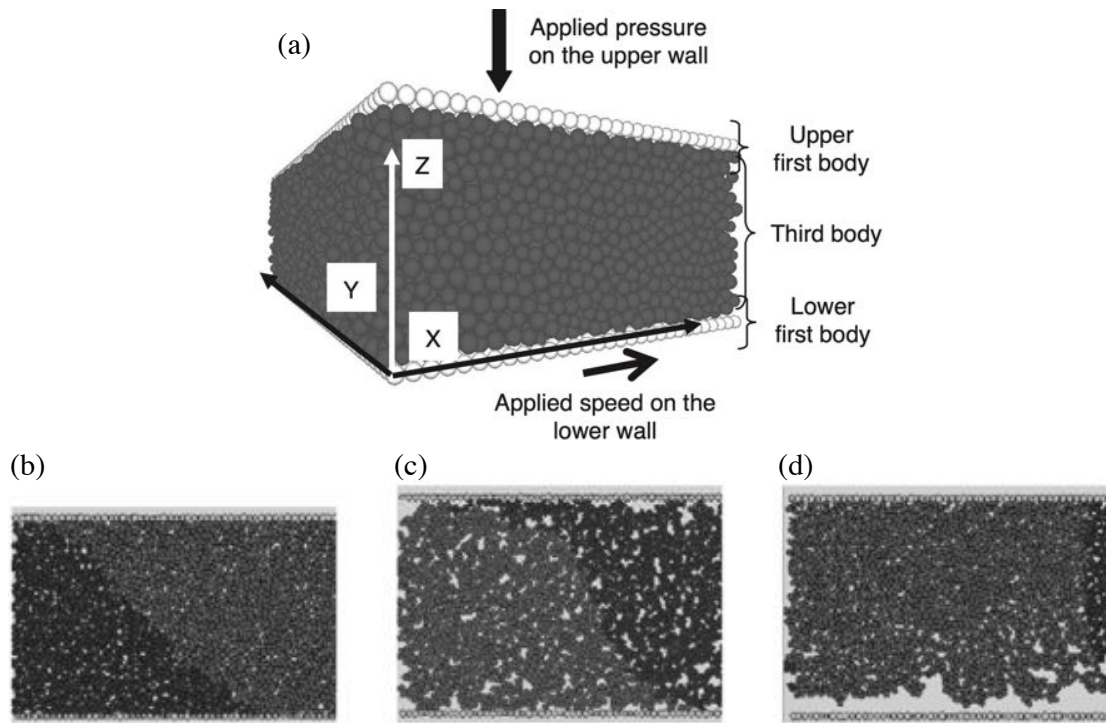 (a)
Applied pressure
on the upper wall
Upper
first body
Z
Third body
Y
X
Lower
first body
Applied speed on the
lower wall
(b)
(c)
(d)